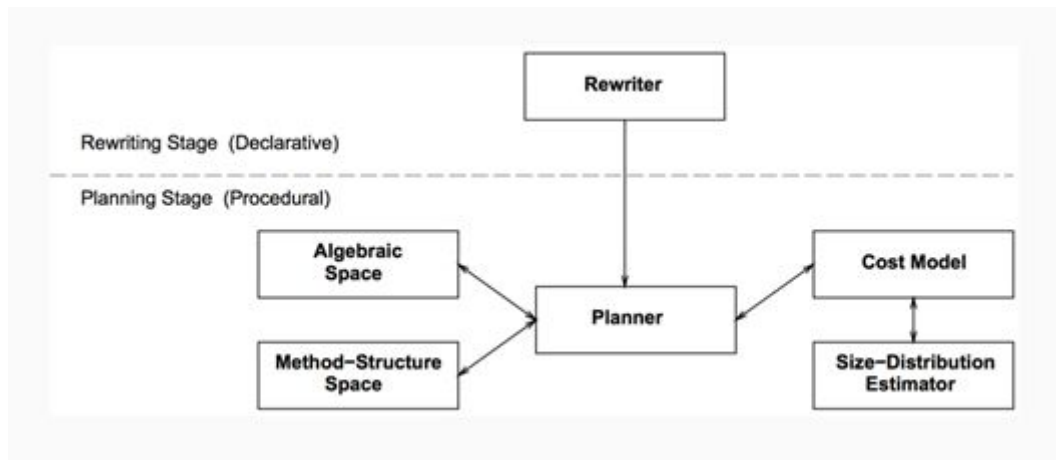 Rewriter
Rewriting Stage (Declarative)
Planning Stage (Procedural)
Algebraic
Space
Cost Model
Planner
Method−Structure
Space
Size−Distribution
Estimator